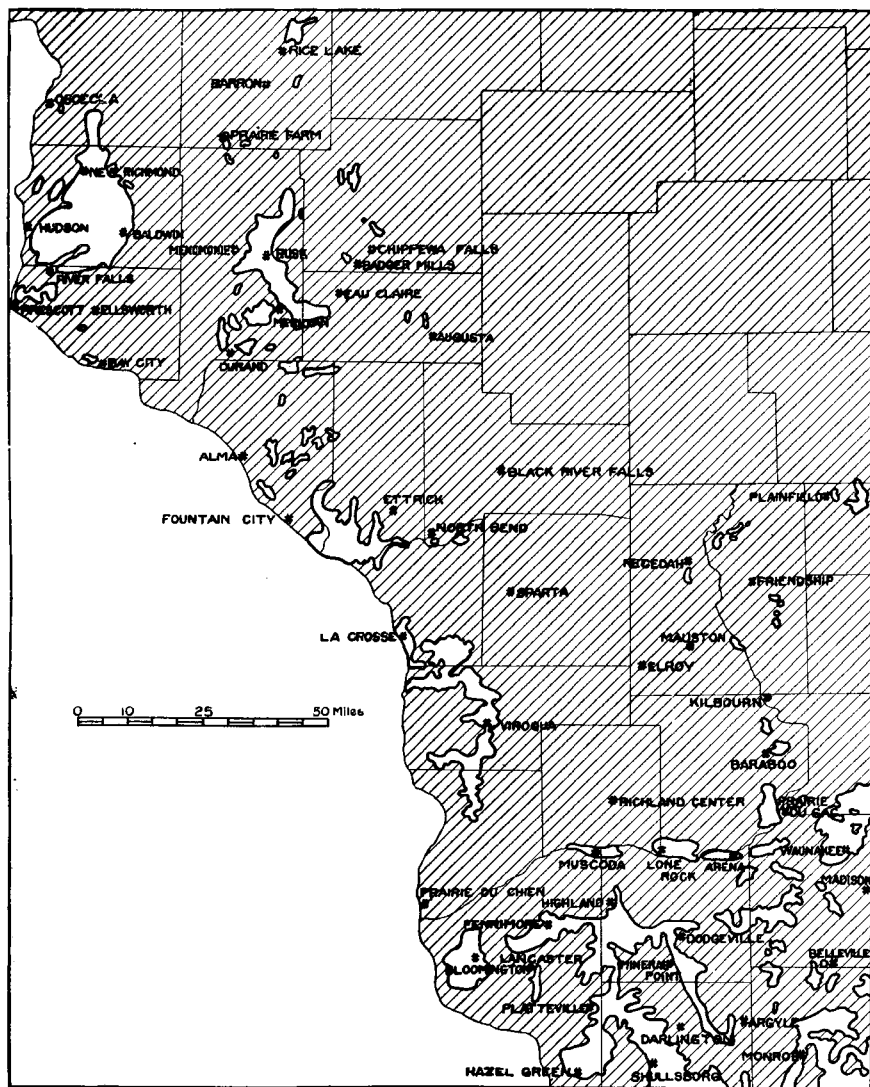 RICE LAKE
BARRON
OSCEOLA
PRAIRIE FARM
NEW RICHMOND
HUDSON
BALDWIN
MENOMONIE
RUSK
CHIPPEWA FALLS
BADGER MILLS
RIVER FALLS
EAU CLAIRE
PRESCOTT
ELLSWORTH
MERIDEAN
AUGUSTA
BAY CITY
DURAND
ALMA
BLACK RIVER FALLS
PLAINFIELD
ETTRICK
FOUNTAIN CITY
NORTH BEND
NECEDAH
FRIENDSHIP
SPARTA
LA CROSSE
MAUSTON
ELROY
KILBOURN
0 10 25 50 Miles
VIROQUA
BARABOO
RICHLAND CENTER
PRAIRIE
DU SAC
MUSCODA
LONE
ROCK
ARENA
WAUNAKEE
MADISON
PRAIRIE DU CHIEN
HIGHLAND
FENNIMORE
DODGEVILLE
LANCASTER
BELLEVILLE
BLOOMINGTON
MINERAL
POINT
PLATTEVILLE
ARGYLE
DARLINGTON
MONROE
HAZEL GREEN
SHULLSBORG